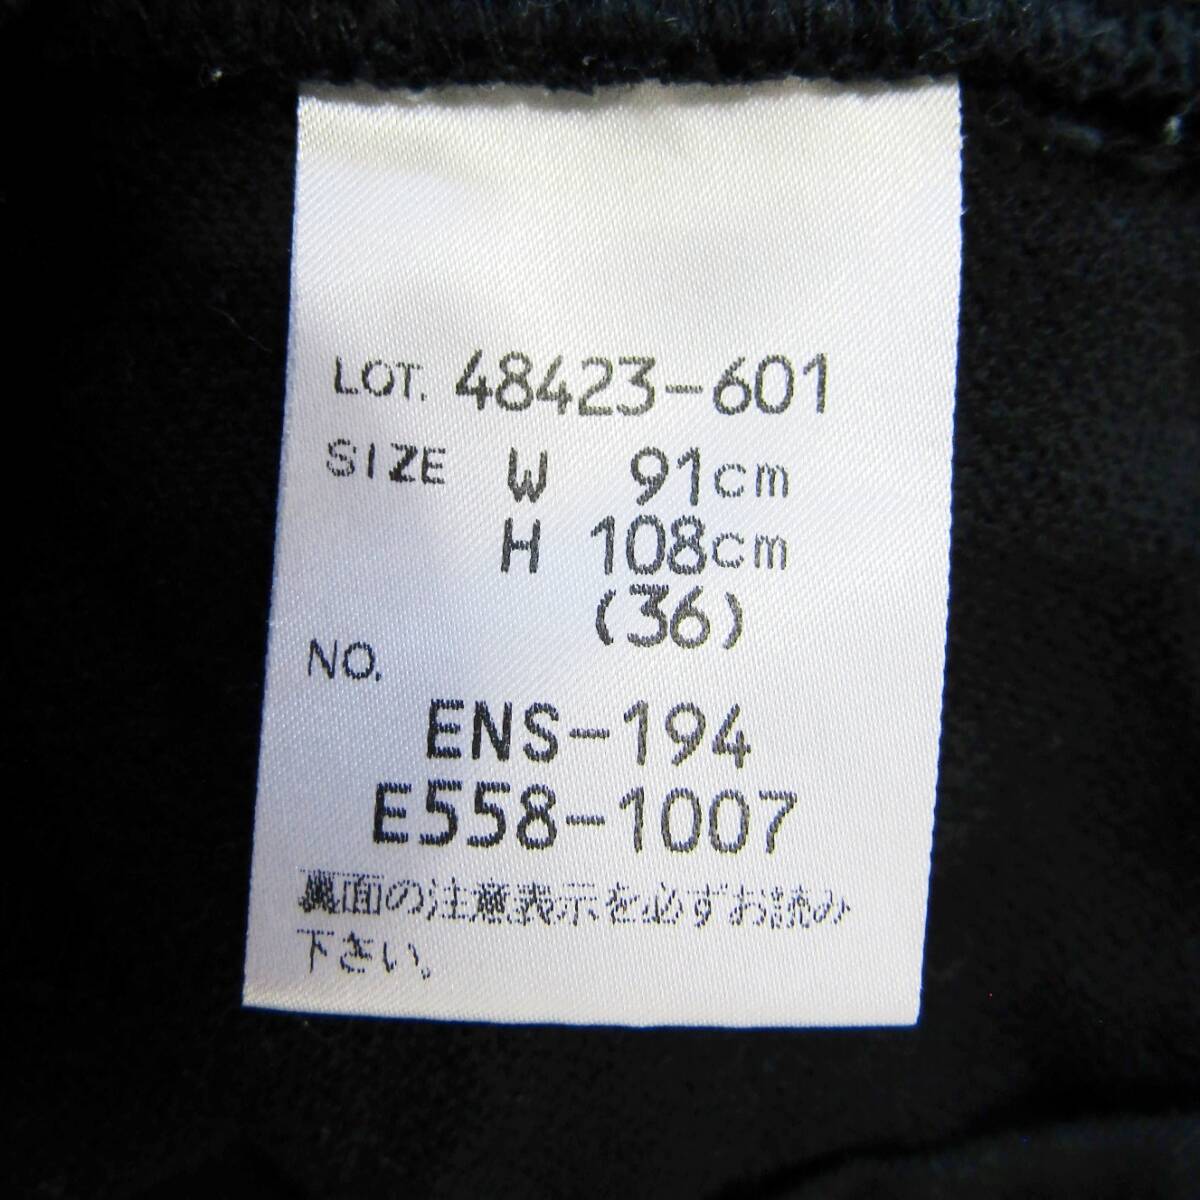 LOT. 48423-601
SIZE W 91cm
H 108cm
(36)
NO.
ENS-194
E558-1007
裏面の注意表示を必ずお読み
下さい。